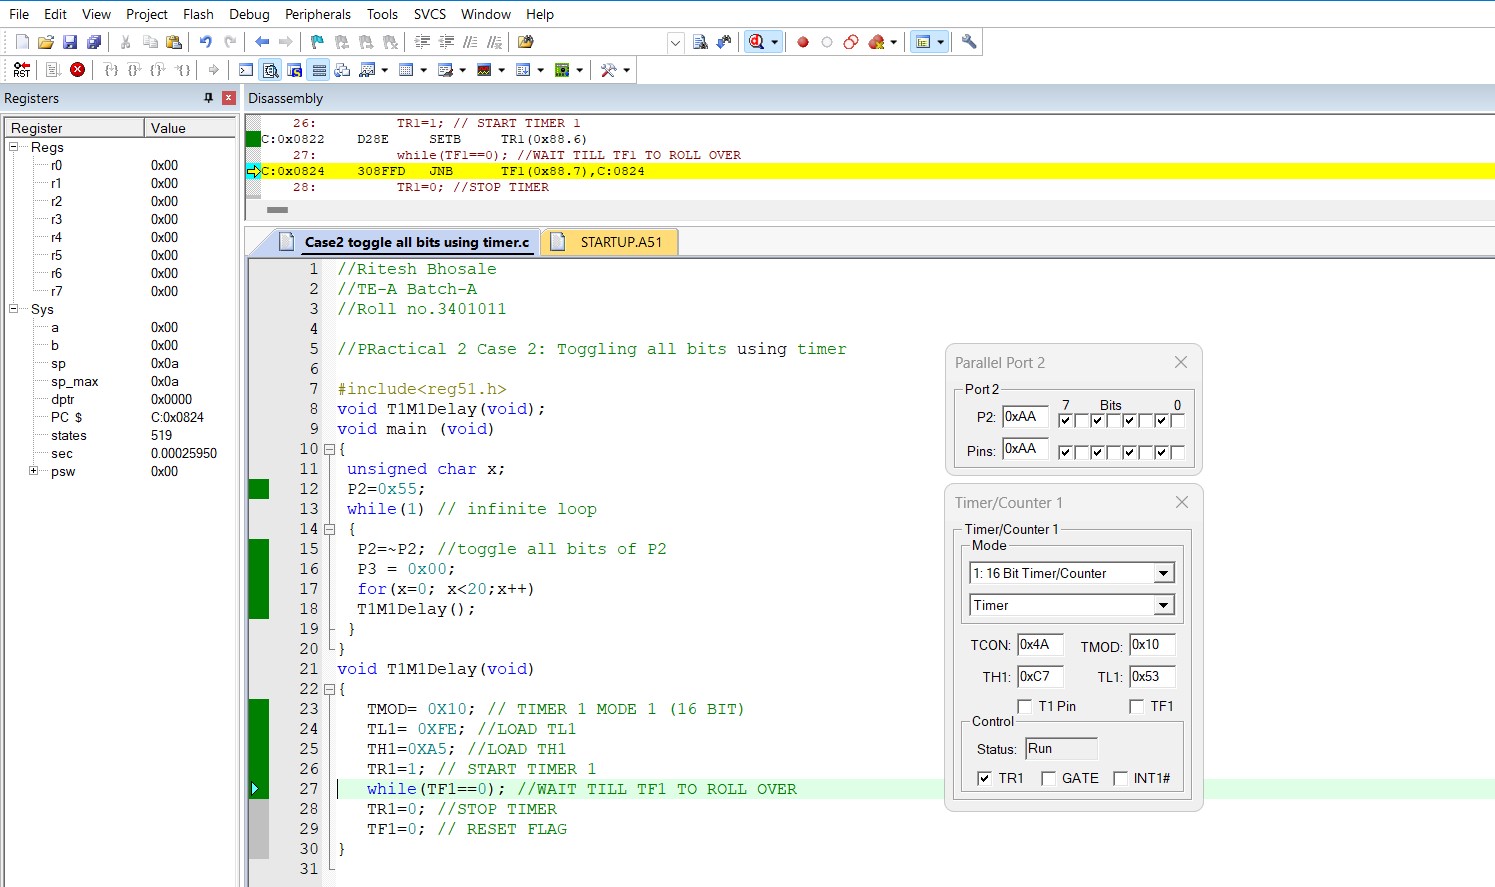 File Edit View Project Flash Debug Peripherals Tools SVCS Window Help
RST
Registers
Register Value
Regs
r0 0x00
r1 0x00
r2 0x00
r3 0x00
r4 0x00
r5 0x00
r6 0x00
r7 0x00
Sys
a 0x00
b 0x00
sp 0x0a
sp_max 0x0a
dptr 0x0000
PC $ C:0x0824
states 519
sec 0.00025950
psw 0x00
Disassembly
26: TR1=1; // START TIMER 1
C:0x0822 D28E SETB TR1(0x88.6)
27: while(TF1==0); //WAIT TILL TF1 TO ROLL OVER
C:0x0824 308FFD JNB TF1(0x88.7),C:0824
28: TR1=0; //STOP TIMER
Case2 toggle all bits using timer.c STARTUP.A51
1 //Ritesh Bhosale
2 //TE-A Batch-A
3 //Roll no.3401011
4
5 //PRactical 2 Case 2: Toggling all bits using timer
6
7 #include<reg51.h>
8 void T1M1Delay(void);
9 void main (void)
10 {
11 unsigned char x;
12 P2=0x55;
13 while(1) // infinite loop
14 {
15 P2=~P2; //toggle all bits of P2
16 P3 = 0x00;
17 for(x=0; x<20;x++)
18 T1M1Delay();
19 }
20 }
21 void T1M1Delay(void)
22 {
23 TMOD= 0X10; // TIMER 1 MODE 1 (16 BIT)
24 TL1= 0XFE; //LOAD TL1
25 TH1=0XA5; //LOAD TH1
26 TR1=1; // START TIMER 1
27 while(TF1==0); //WAIT TILL TF1 TO ROLL OVER
28 TR1=0; //STOP TIMER
29 TF1=0; // RESET FLAG
30 }
31
Parallel Port 2
Port 2
7 Bits 0
P2: 0xAA
Pins: 0xAA
Timer/Counter 1
Timer/Counter 1
Mode
1: 16 Bit Timer/Counter
Timer
TCON: 0x4A TMOD: 0x10
TH1: 0xC7 TL1: 0x53
T1 Pin TF1
Control
Status: Run
TR1 GATE INT1#